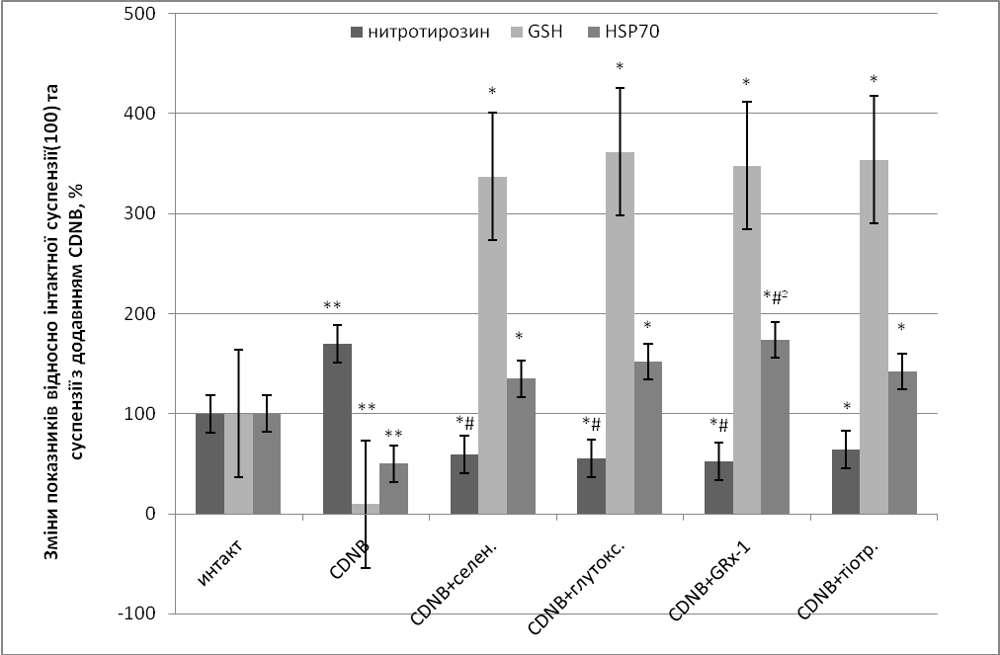 Зміни показників відносно інтактної суспензії(100) та
суспензії з додавнням CDNB, %
500
400
300
200
100
0
-100
нитротирозин GSH HSP70
**
**
**
*#
*
*
*#
*
*
*#
*
*#²
*
*
*
интакт
CDNB
CDNB+селен.
CDNB+глутокс.
CDNB+GRx-1
CDNB+тіотр.